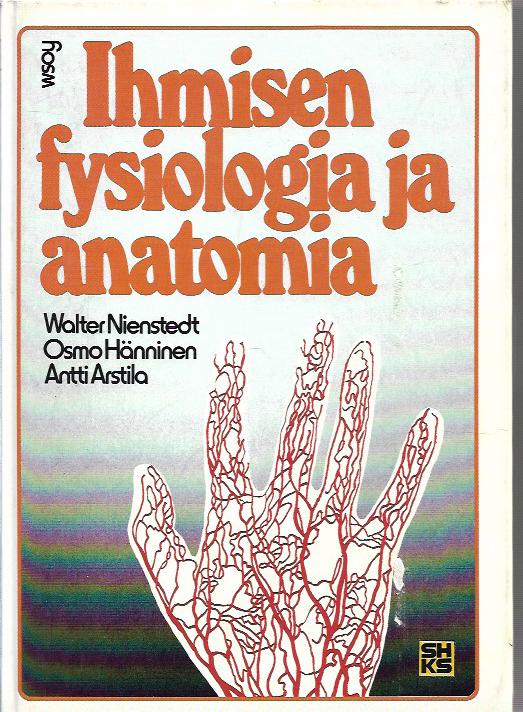 wsoy
Ihmisen
fysiologia ja
anatomia
Walter Nienstedt
Osmo Hänninen
Antti Arstila
SH
KS